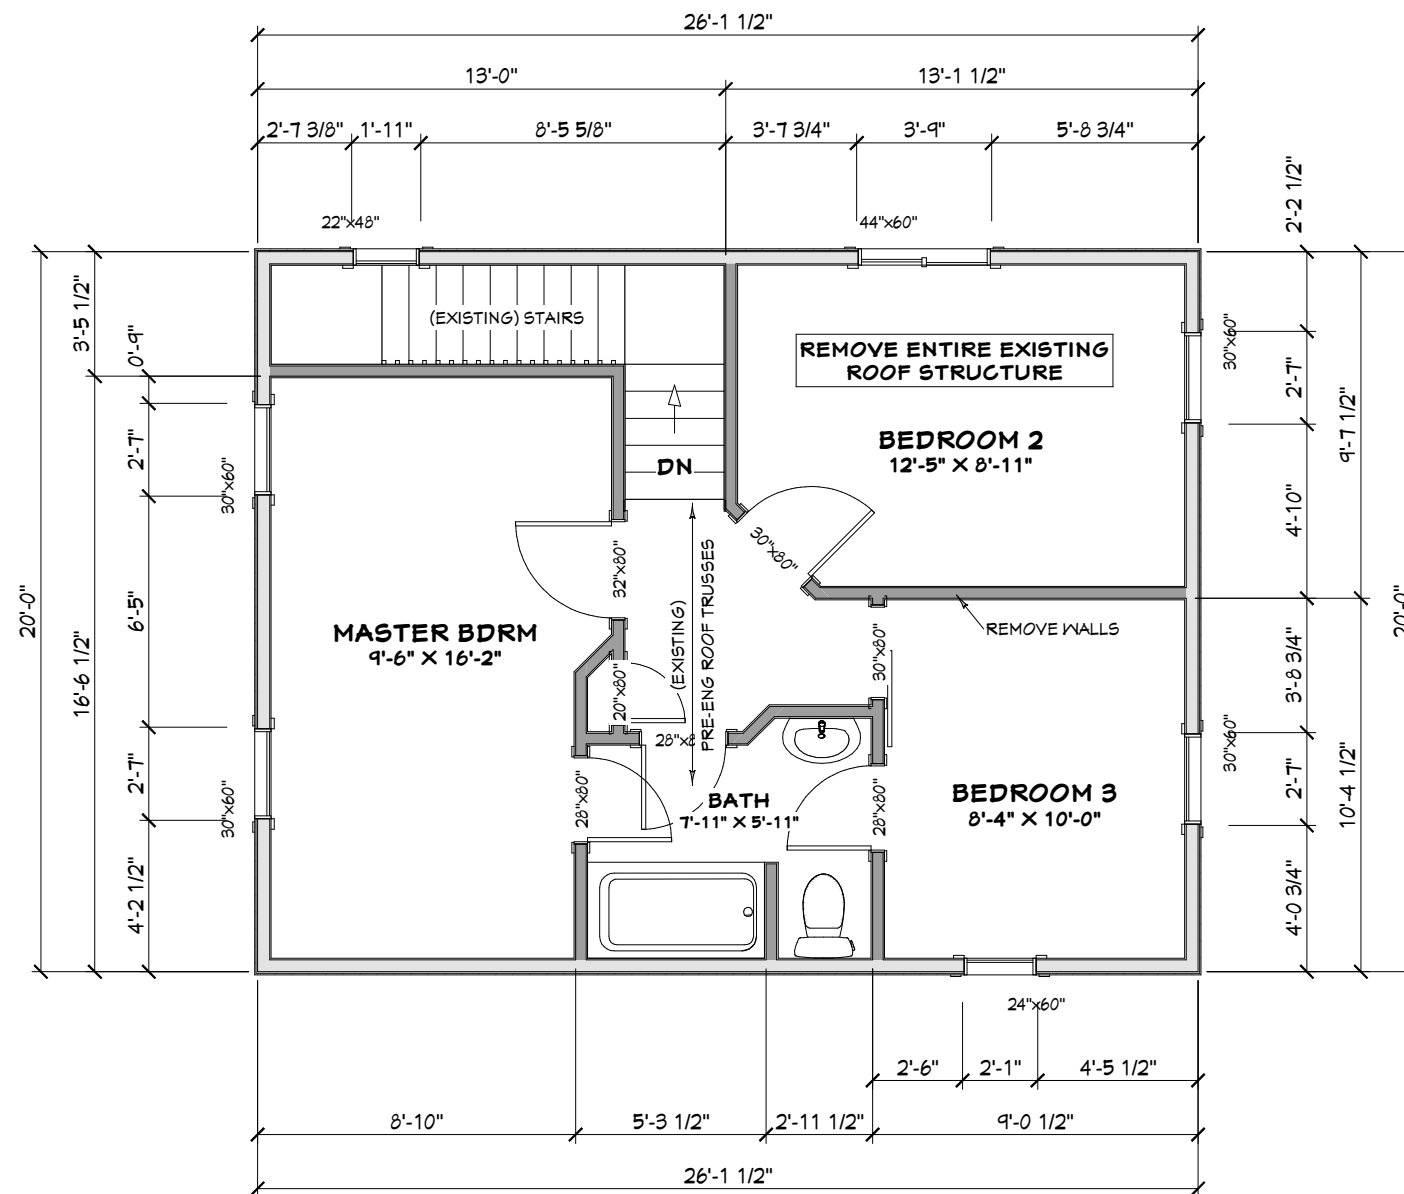 26'-1 1/2"
13'-0"
13'-1 1/2"
2'-7 3/8"
1'-11"
8'-5 5/8"
3'-7 3/4"
3'-9"
5'-8 3/4"
22"x48"
44"x60"
2'-2 1/2"
3'-5 1/2"
0'-9"
(EXISTING) STAIRS
REMOVE ENTIRE EXISTING
ROOF STRUCTURE
30"x60"
2'-7"
9'-7 1/2"
2'-7"
30"x60"
DN
BEDROOM 2
12'-5" X 8'-11"
4'-10"
20'-0"
16'-6 1/2"
6'-5"
32"x80"
30"x80"
(EXISTING)
PRE-ENG ROOF TRUSSES
MASTER BDRM
9'-6" X 16'-2"
REMOVE WALLS
20'-0"
30"x80"
20"x80"
3'-8 3/4"
28"x8
30"x60"
2'-7"
30"x60"
2'-7"
28"x80"
BATH
7'-11" X 5'-11"
28"x80"
BEDROOM 3
8'-4" X 10'-0"
10'-4 1/2"
4'-2 1/2"
4'-0 3/4"
24"x60"
2'-6"
2'-1"
4'-5 1/2"
8'-10"
5'-3 1/2"
2'-11 1/2"
9'-0 1/2"
26'-1 1/2"